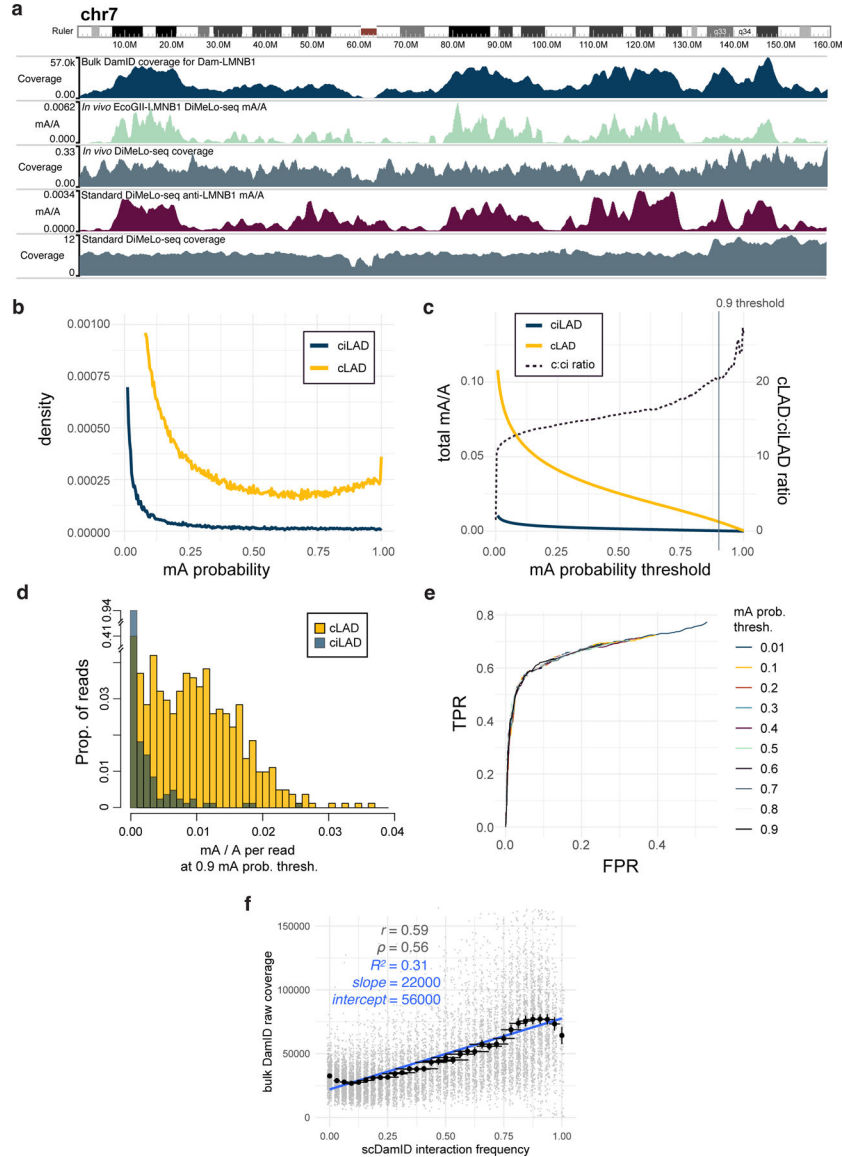 a
chr7
Ruler
q33 q34
10.0M 20.0M 30.0M 40.0M 50.0M 60.0M 70.0M 80.0M 90.0M 100.0M 110.0M 120.0M 130.0M 140.0M 150.0M 160.0M
57.0k Bulk DamID coverage for Dam-LMNB1
Coverage
0.00
0.0062 In vivo EcoGII-LMNB1 DiMeLo-seq mA/A
mA/A
0.000
0.33 In vivo DiMeLo-seq coverage
Coverage
0.00
0.0034 Standard DiMeLo-seq anti-LMNB1 mA/A
mA/A
0.0000
12 Standard DiMeLo-seq coverage
Coverage
0
b
0.00100
0.00075
0.00050
0.00025
0.00000
density
ciLAD
cLAD
0.00 0.25 0.50 0.75 1.00
mA probability
c
0.9 threshold
ciLAD
cLAD
c:ci ratio
0.10
0.05
0.00
total mA/A
20
10
0
cLAD:ciLAD ratio
0.00 0.25 0.50 0.75 1.00
mA probability threshold
d
0.94
0.41
0.03
0.01
0
Prop. of reads
cLAD
ciLAD
0.00 0.01 0.02 0.03 0.04
mA / A per read
at 0.9 mA prob. thresh.
e
0.8
0.6
0.4
0.2
0.0
TPR
0.0 0.2 0.4
FPR
mA prob.
thresh.
0.01
0.1
0.2
0.3
0.4
0.5
0.6
0.7
0.8
0.9
f
150000
100000
50000
0
bulk DamID raw coverage
r = 0.59
ρ = 0.56
R² = 0.31
slope = 22000
intercept = 56000
0.00 0.25 0.50 0.75 1.00
scDamID interaction frequency